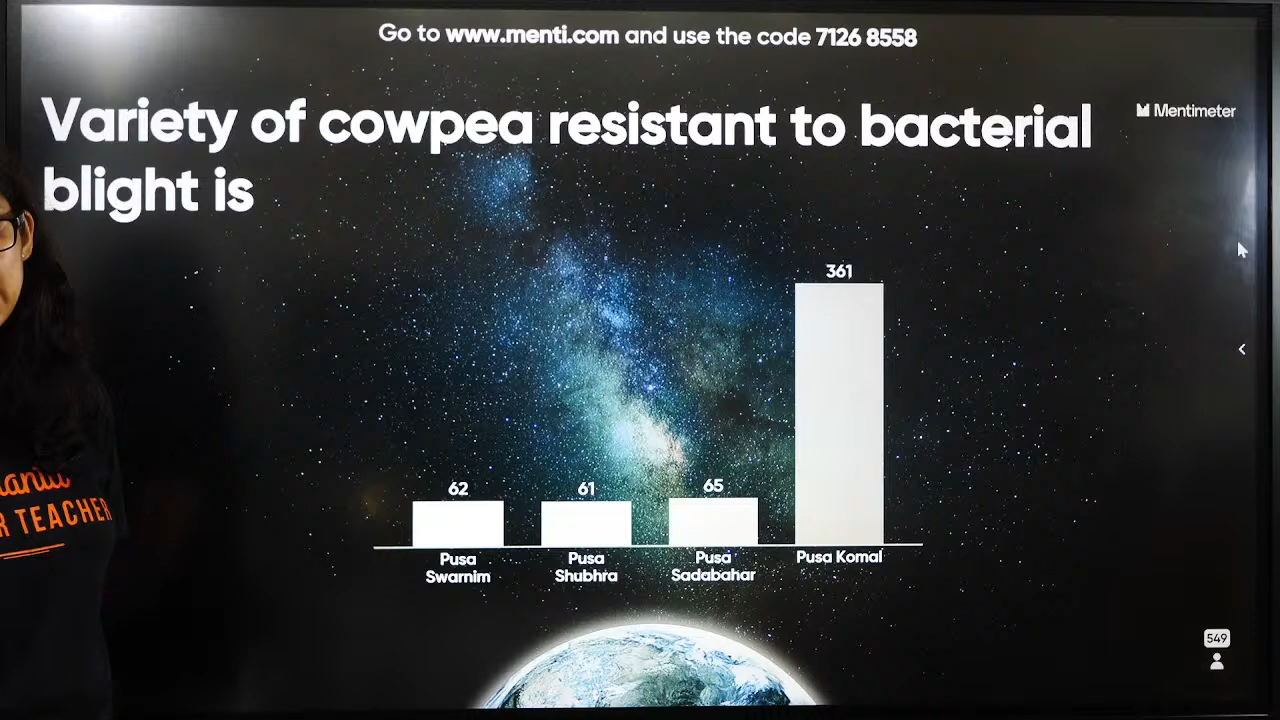 Go to www.menti.com and use the code 7126 8558
Variety of cowpea resistant to bacterial
blight is
Mentimeter
361
62
61
65
Pusa
Swarnim
Pusa
Shubhra
Pusa
Sadabahar
Pusa Komal
549
TEACHER